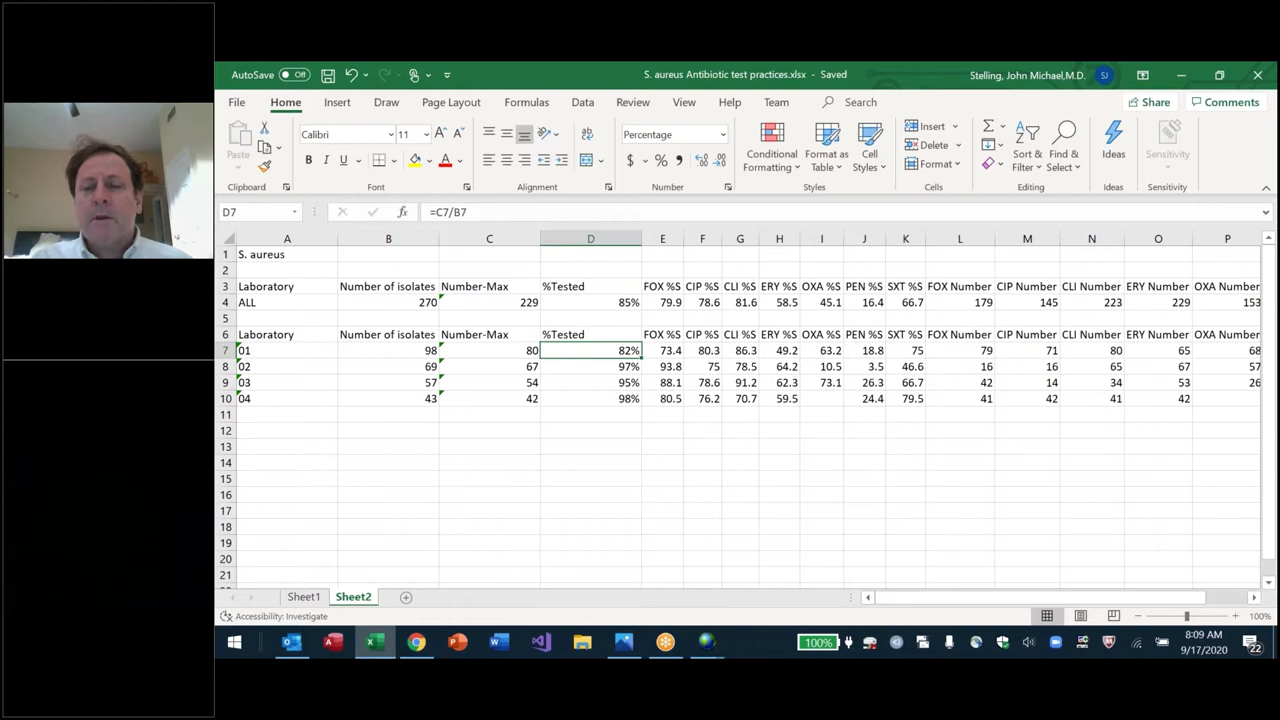 AutoSave Off S. aureus Antibiotic test practices.xlsx - Saved Stelling, John Michael,M.D. SJ
File Home Insert Draw Page Layout Formulas Data Review View Help Team Search Share Comments
Paste Calibri 11 Percentage Conditional Formatting Format as Table Cell Styles Insert Delete Format Sort & Filter Find & Select Ideas Sensitivity
Clipboard Font Alignment Number Styles Cells Editing Ideas Sensitivity
D7 fx =C7/B7
A B C D E F G H I J K L M N O P
1 S. aureus
2
3 Laboratory Number of isolates Number-Max %Tested FOX %S CIP %S CLI %S ERY %S OXA %S PEN %S SXT %S FOX Number CIP Number CLI Number ERY Number OXA Number
4 ALL 270 229 85% 79.9 78.6 81.6 58.5 45.1 16.4 66.7 179 145 223 229 153
5
6 Laboratory Number of isolates Number-Max %Tested FOX %S CIP %S CLI %S ERY %S OXA %S PEN %S SXT %S FOX Number CIP Number CLI Number ERY Number OXA Number
7 01 98 80 82% 73.4 80.3 86.3 49.2 63.2 18.8 75 79 71 80 65 68
8 02 69 67 97% 93.8 75 78.5 64.2 10.5 3.5 46.6 16 16 65 67 57
9 03 57 54 95% 88.1 78.6 91.2 62.3 73.1 26.3 66.7 42 14 34 53 26
10 04 43 42 98% 80.5 76.2 70.7 59.5 24.4 79.5 41 42 41 42
11
12
13
14
15
16
17
18
19
20
21
Sheet1 Sheet2
Accessibility: Investigate 100%
100% 8:09 AM
9/17/2020 22